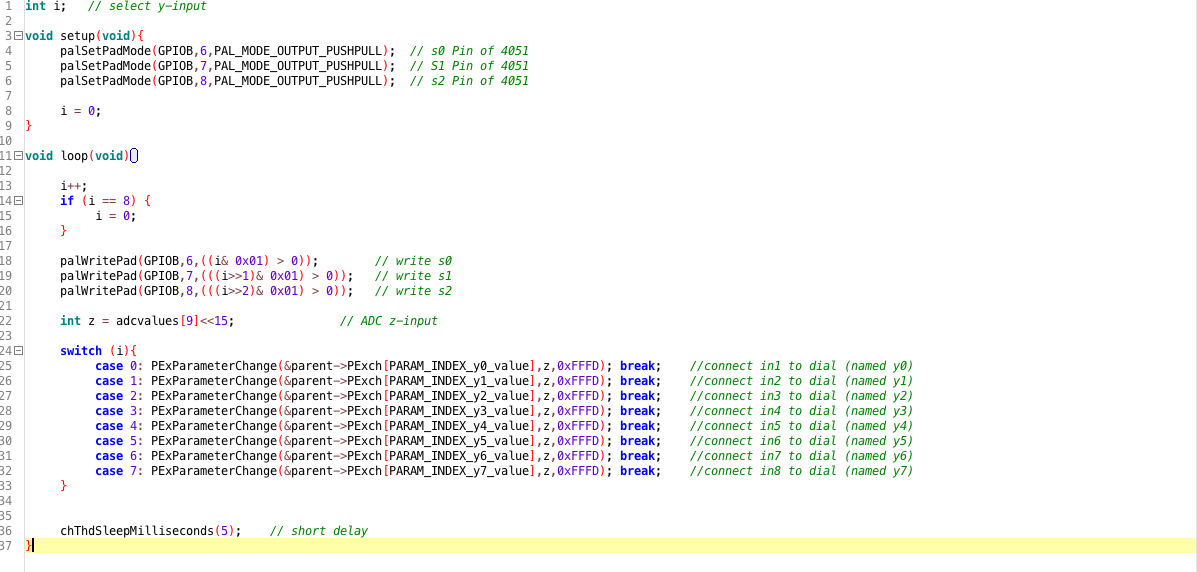 1 int i;   // select y-input
2
3 void setup(void){
4      palSetPadMode(GPIOB,6,PAL_MODE_OUTPUT_PUSHPULL);  // s0 Pin of 4051
5      palSetPadMode(GPIOB,7,PAL_MODE_OUTPUT_PUSHPULL);  // S1 Pin of 4051
6      palSetPadMode(GPIOB,8,PAL_MODE_OUTPUT_PUSHPULL);  // s2 Pin of 4051
7
8      i = 0;
9 }
10
11 void loop(void){
12
13      i++;
14      if (i == 8) {
15           i = 0;
16      }
17
18      palWritePad(GPIOB,6,((i& 0x01) > 0));        // write s0
19      palWritePad(GPIOB,7,(((i>>1)& 0x01) > 0));   // write s1
20      palWritePad(GPIOB,8,(((i>>2)& 0x01) > 0));   // write s2
21
22      int z = adcvalues[9]<<15;               // ADC z-input
23
24      switch (i){
25           case 0: PExParameterChange(&parent->PExch[PARAM_INDEX_y0_value],z,0xFFFD); break;    //connect in1 to dial (named y0)
26           case 1: PExParameterChange(&parent->PExch[PARAM_INDEX_y1_value],z,0xFFFD); break;    //connect in2 to dial (named y1)
27           case 2: PExParameterChange(&parent->PExch[PARAM_INDEX_y2_value],z,0xFFFD); break;    //connect in3 to dial (named y2)
28           case 3: PExParameterChange(&parent->PExch[PARAM_INDEX_y3_value],z,0xFFFD); break;    //connect in4 to dial (named y3)
29           case 4: PExParameterChange(&parent->PExch[PARAM_INDEX_y4_value],z,0xFFFD); break;    //connect in5 to dial (named y4)
30           case 5: PExParameterChange(&parent->PExch[PARAM_INDEX_y5_value],z,0xFFFD); break;    //connect in6 to dial (named y5)
31           case 6: PExParameterChange(&parent->PExch[PARAM_INDEX_y6_value],z,0xFFFD); break;    //connect in7 to dial (named y6)
32           case 7: PExParameterChange(&parent->PExch[PARAM_INDEX_y7_value],z,0xFFFD); break;    //connect in8 to dial (named y7)
33      }
34
35
36      chThdSleepMilliseconds(5);    // short delay
37 }